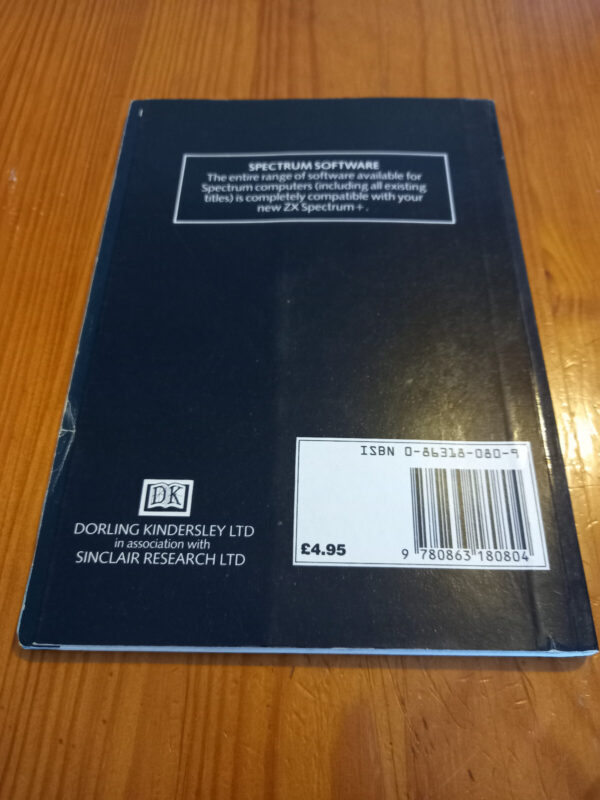 SPECTRUM SOFTWARE
The entire range of software available for
Spectrum computers (including all existing
titles) is completely compatible with your
new ZX Spectrum+.
ISBN 0-86318-080-9
£4.95
9 780863 180804
DK
DORLING KINDERSLEY LTD
in association with
SINCLAIR RESEARCH LTD